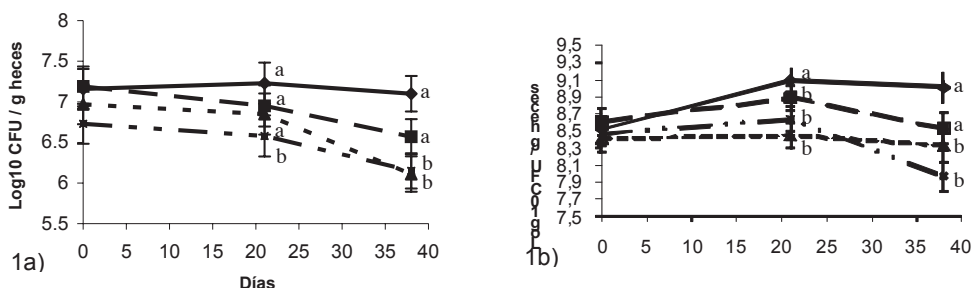 8
7.5
7
6.5
6
5.5
Log10 CFU / g heces
a
a
a
a
b
a
b
b
0 5 10 15 20 25 30 35 40
Días
1a)
9,5
9,3
9,1
8,9
8,7
8,5
8,3
8,1
7,9
7,7
7,5
Log10UFC /g heces
a
b
b
b
a
a
b
b
0 5 10 15 20 25 30 35 40
1b)